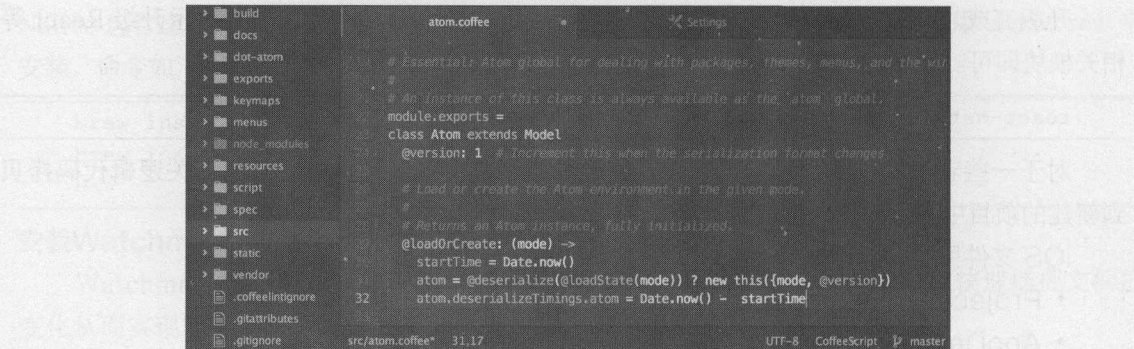 build
docs
dot-atom
exports
keymaps
menus
node_modules
resources
script
spec
src
static
vendor
.coffeelintignore
.gitattributes
.gitignore
atom.coffee
Settings
# Essential: Atom global for dealing with packages, themes, menus, and the win
#
# An instance of this class is always available as the `atom` global.
module.exports =
class Atom extends Model
@version: 1 # Increment this when the serialization format changes
# Load or create the Atom environment in the given mode.
#
# Returns an Atom instance, fully initialized.
@loadOrCreate: (mode) ->
startTime = Date.now()
atom = @deserialize(@loadState(mode)) ? new this({mode, @version})
32 atom.deserializeTimings.atom = Date.now() - startTime
src/atom.coffee* 31,17
UTF-8 CoffeeScript master